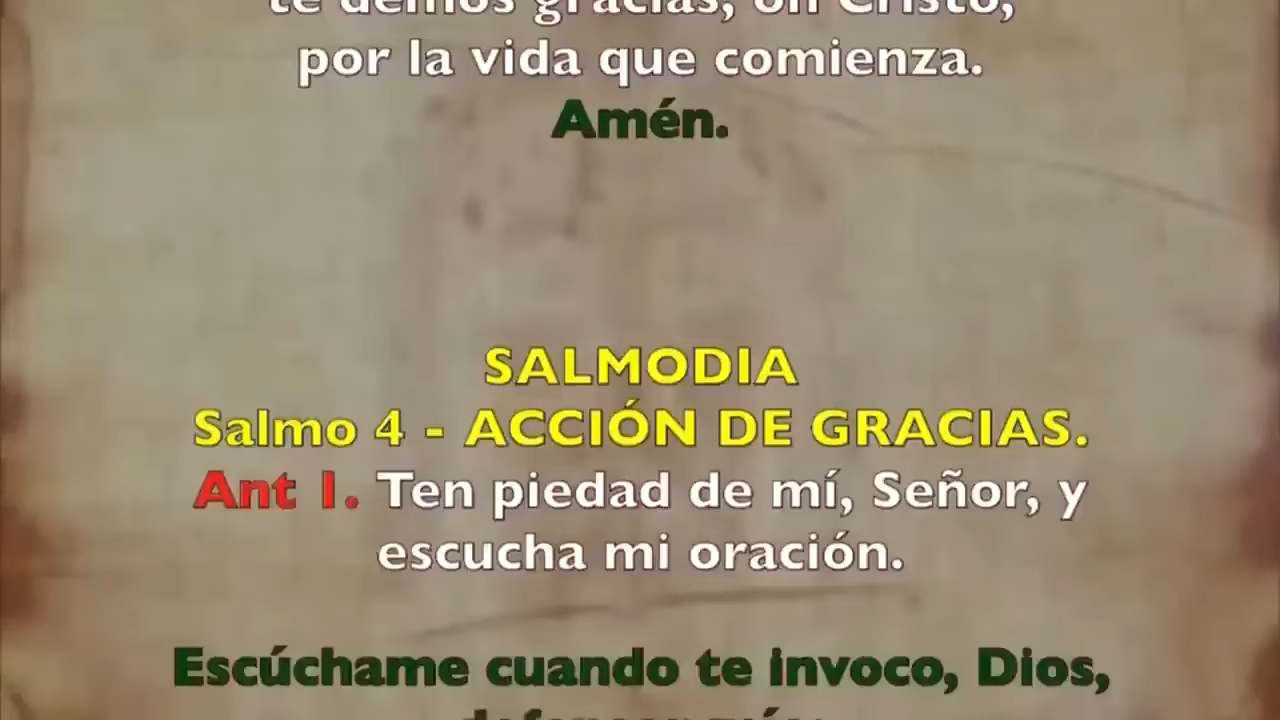 te demos gracias, oh Cristo,
por la vida que comienza.
Amén.
SALMODIA
Salmo 4 - ACCIÓN DE GRACIAS.
Ant 1. Ten piedad de mí, Señor, y
escucha mi oración.
Escúchame cuando te invoco, Dios,